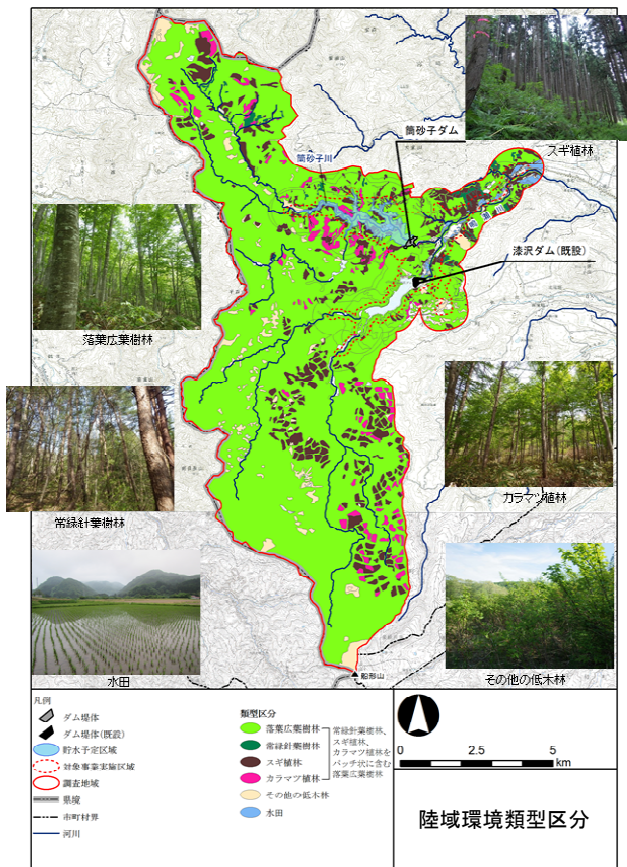 スギ植林
筒砂子ダム
筒砂子川
漆沢ダム(既設)
落葉広葉樹林
カラマツ植林
常緑針葉樹林
水田
その他の低木林
船形山
凡例
ダム堤体
ダム堤体(既設)
貯水予定区域
対象事業実施区域
調査地域
県境
市町村界
河川
類型区分
落葉広葉樹林
常緑針葉樹林
スギ植林
カラマツ植林
その他の低木林
水田
常緑針葉樹林、
スギ植林、
カラマツ植林を
パッチ状に含む
落葉広葉樹林
0 2.5 5
km
陸域環境類型区分